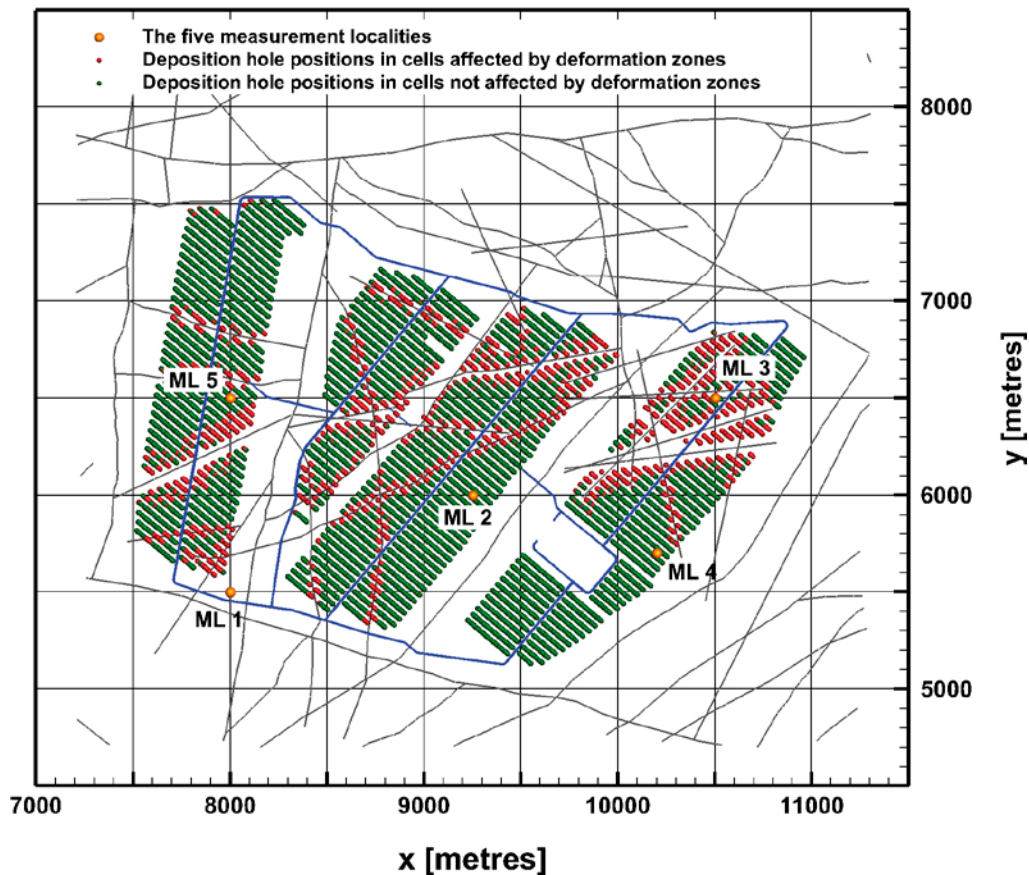 The five measurement localities
Deposition hole positions in cells affected by deformation zones
Deposition hole positions in cells not affected by deformation zones
8000
7000
6000
5000
y [metres]
ML 5
ML 3
ML 2
ML 4
ML 1
7000 8000 9000 10000 11000
x [metres]